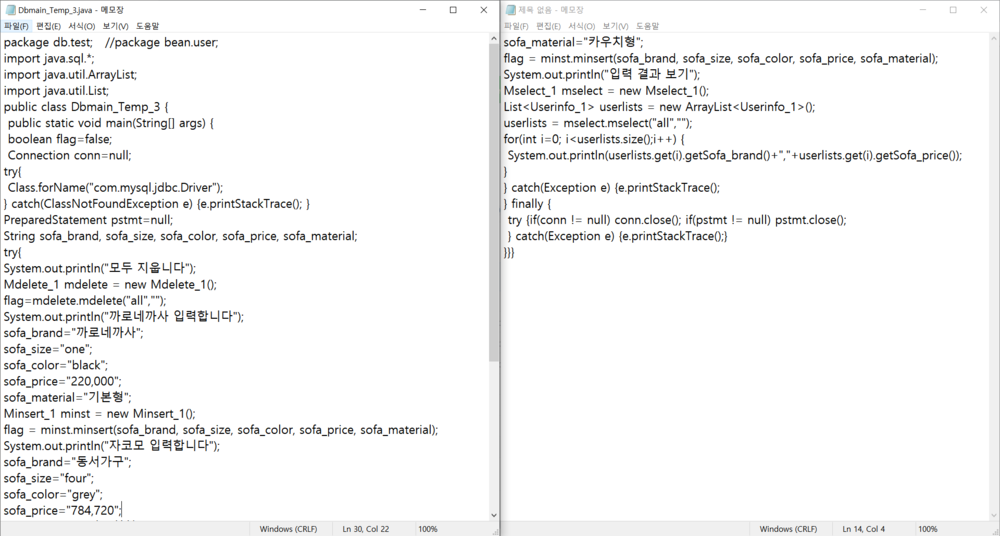 Dbmain_Temp_3.java - 메모장
파일(F) 편집(E) 서식(O) 보기(V) 도움말
package db.test;   //package bean.user;
import java.sql.*;
import java.util.ArrayList;
import java.util.List;
public class Dbmain_Temp_3 {
 public static void main(String[] args) {
 boolean flag=false;
 Connection conn=null;
try{
 Class.forName("com.mysql.jdbc.Driver");
} catch(ClassNotFoundException e) {e.printStackTrace(); }
PreparedStatement pstmt=null;
String sofa_brand, sofa_size, sofa_color, sofa_price, sofa_material;
try{
System.out.println("모두 지웁니다");
Mdelete_1 mdelete = new Mdelete_1();
flag=mdelete.mdelete("all","");
System.out.println("까로네까사 입력합니다");
sofa_brand="까로네까사";
sofa_size="one";
sofa_color="black";
sofa_price="220,000";
sofa_material="기본형";
Minsert_1 minst = new Minsert_1();
flag = minst.minsert(sofa_brand, sofa_size, sofa_color, sofa_price, sofa_material);
System.out.println("자코모 입력합니다");
sofa_brand="동서가구";
sofa_size="four";
sofa_color="grey";
sofa_price="784,720";
Windows (CRLF) Ln 30, Col 22 100%
제목 없음 - 메모장
파일(F) 편집(E) 서식(O) 보기(V) 도움말
sofa_material="카우치형";
flag = minst.minsert(sofa_brand, sofa_size, sofa_color, sofa_price, sofa_material);
System.out.println("입력 결과 보기");
Mselect_1 mselect = new Mselect_1();
List<Userinfo_1> userlists = new ArrayList<Userinfo_1>();
userlists = mselect.mselect("all","");
for(int i=0; i<userlists.size();i++) {
 System.out.println(userlists.get(i).getSofa_brand()+","+userlists.get(i).getSofa_price());
}
} catch(Exception e) {e.printStackTrace();
} finally {
 try {if(conn != null) conn.close(); if(pstmt != null) pstmt.close();
 } catch(Exception e) {e.printStackTrace();}
}}}
Windows (CRLF) Ln 14, Col 4 100%